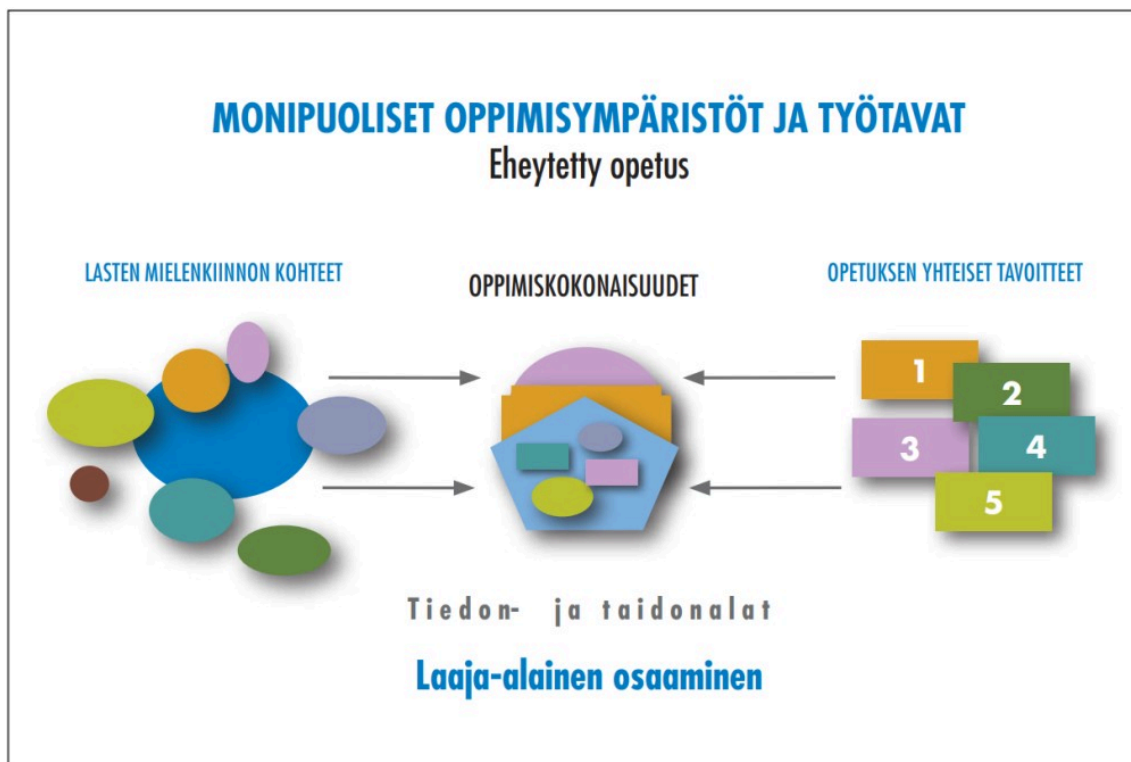 MONIPUOLISET OPPIMISYMPÄRISTÖT JA TYÖTAVAT
Eheytetty opetus
LASTEN MIELENKIINNON KOHTEET
OPPIMISKOKONAISUUDET
OPETUKSEN YHTEISET TAVOITTEET
1
2
3
4
5
Tiedon- ja taidonalat
Laaja-alainen osaaminen